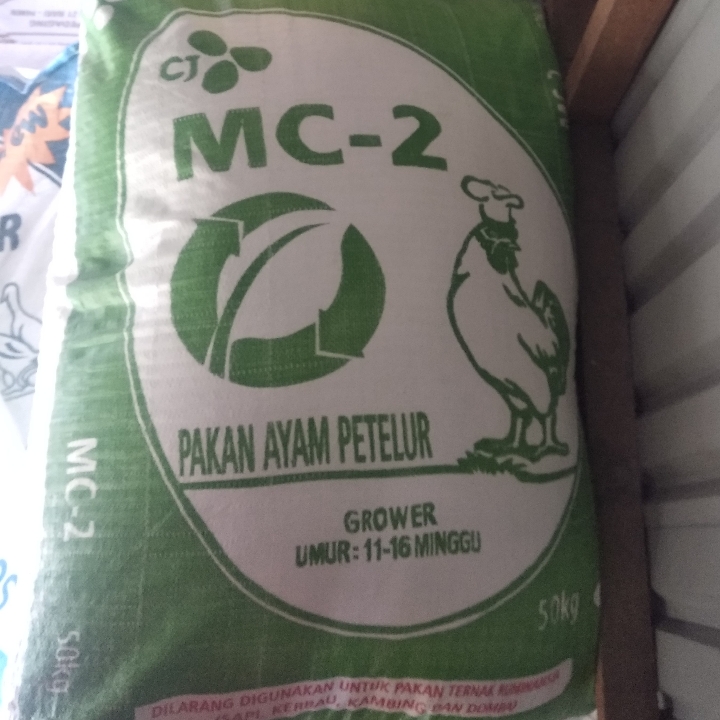 CJ
MC-2
PAKAN AYAM PETELUR
GROWER
UMUR: 11-16 MINGGU
50kg
MC-2
50kg
DILARANG DIGUNAKAN UNTUK PAKAN TERNAK RUMINANSIA
(SAPI, KERBAU, KAMBING DAN DOMBA)